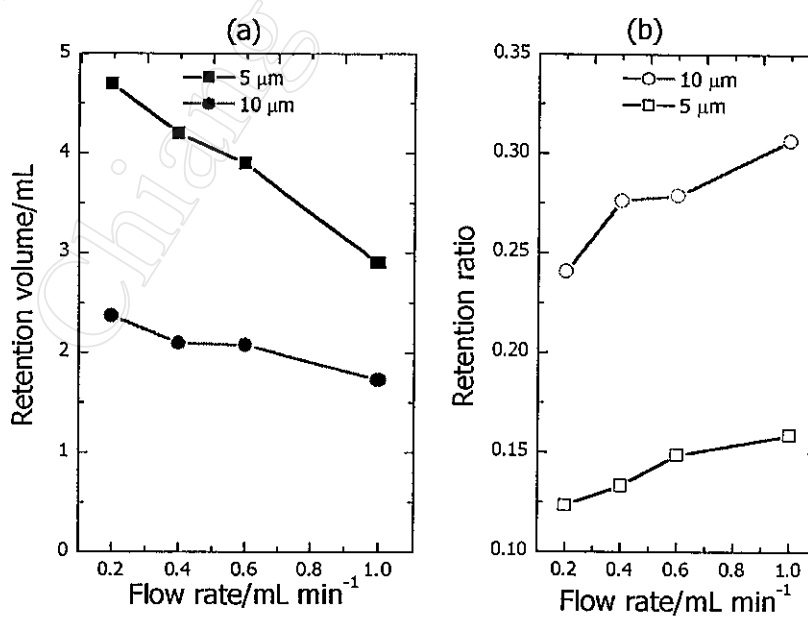 (a)
5
4
3
2
1
0
Retention volume/mL
5 μm
10 μm
0.2 0.4 0.6 0.8 1.0
Flow rate/mL min⁻¹
Chiang
(b)
0.35
0.30
0.25
0.20
0.15
0.10
Retention ratio
10 μm
5 μm
0.2 0.4 0.6 0.8 1.0
Flow rate/mL min⁻¹